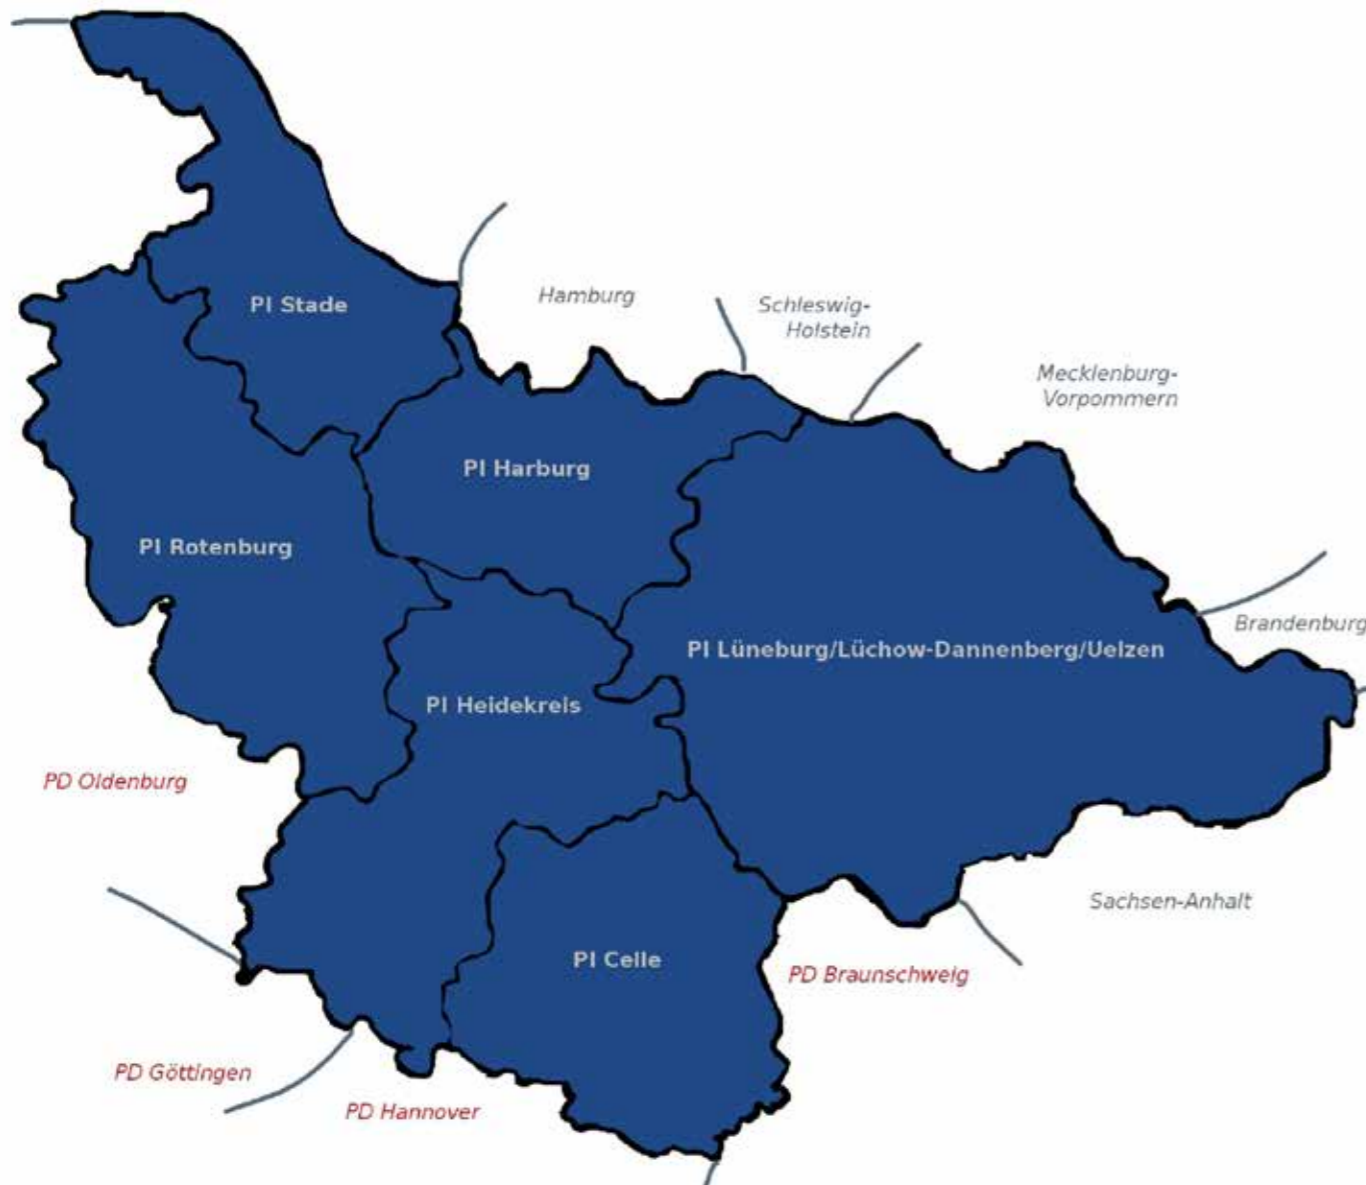 Hamburg
Schleswig-
Holstein
PI Stade
Mecklenburg-
Vorpommern
PI Harburg
PI Rotenburg
Brandenburg
PI Lüneburg/Lüchow-Dannenberg/Uelzen
PI Heidekreis
PD Oldenburg
Sachsen-Anhalt
PI Celle
PD Braunschweig
PD Göttingen
PD Hannover